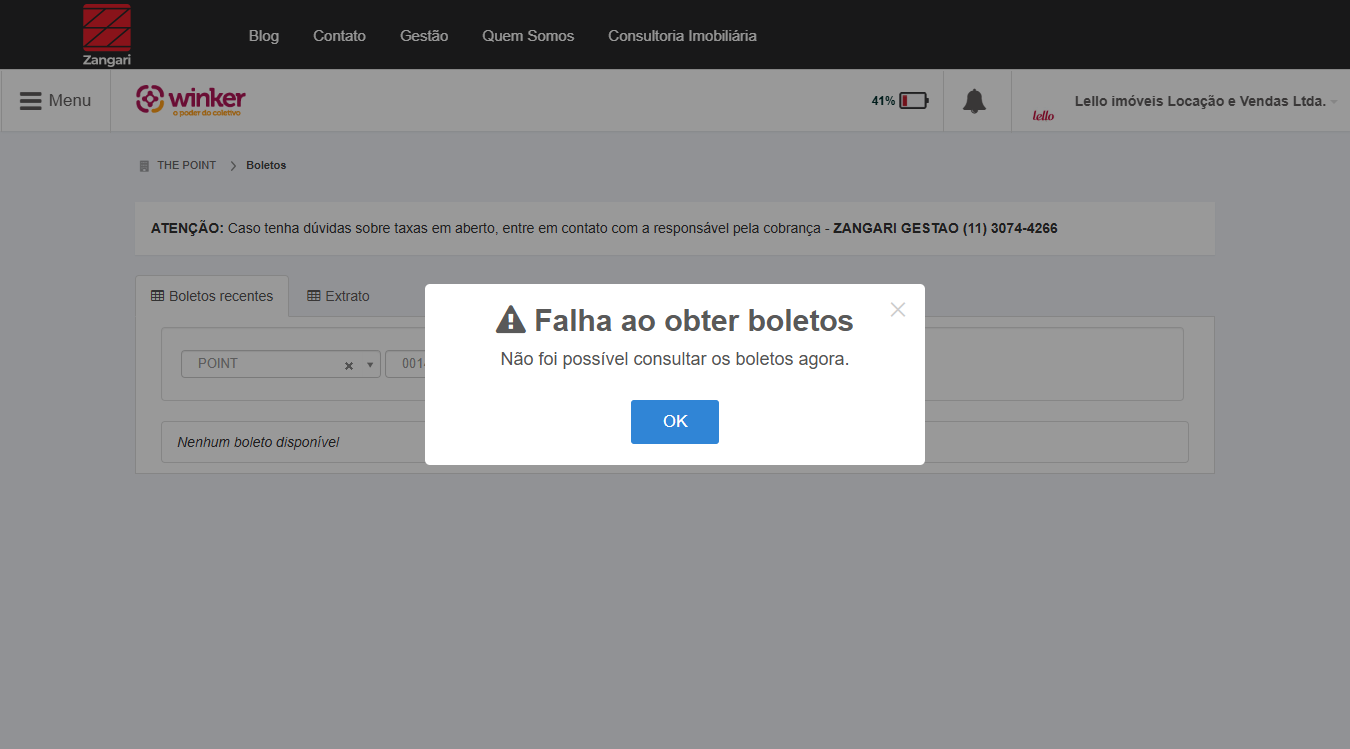 Zangari
Blog Contato Gestão Quem Somos Consultoria Imobiliária
Menu
winker
o poder do coletivo
41%
lello
Lello imóveis Locação e Vendas Ltda.
THE POINT > Boletos
ATENÇÃO: Caso tenha dúvidas sobre taxas em aberto, entre em contato com a responsável pela cobrança - ZANGARI GESTAO (11) 3074-4266
Boletos recentes Extrato
Falha ao obter boletos ×
Não foi possível consultar os boletos agora.
OK
POINT ×
Nenhum boleto disponível